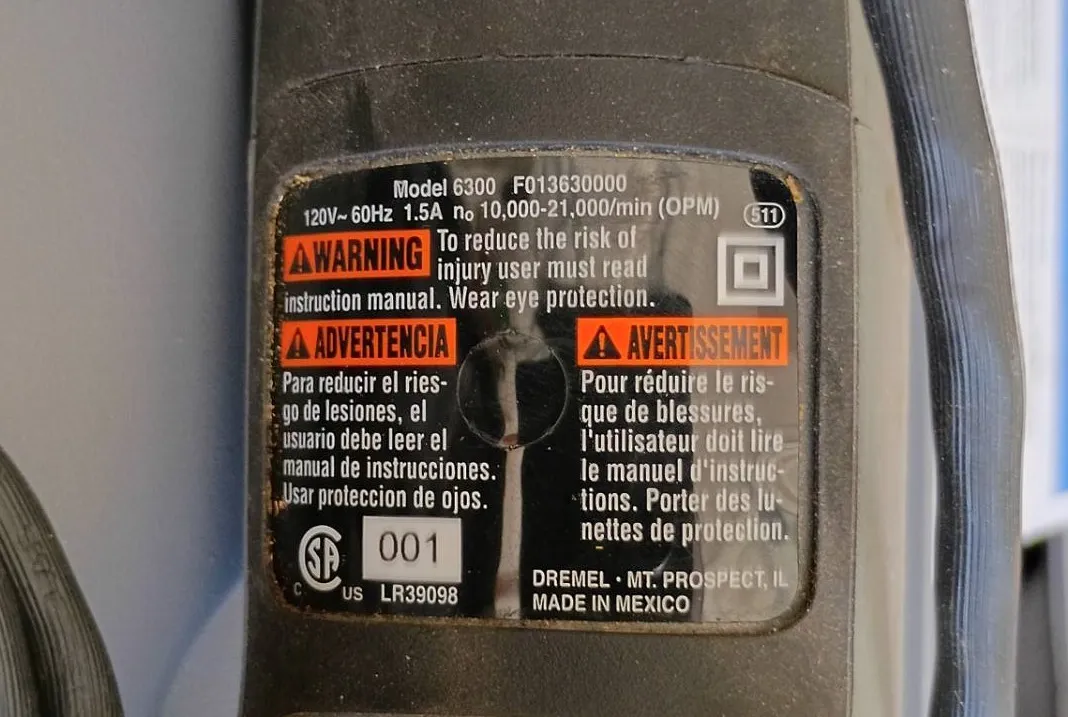 Model 6300 F013630000
120V~ 60Hz 1.5A no 10,000-21,000/min (OPM) 511
WARNING To reduce the risk of
injury user must read
instruction manual. Wear eye protection.
ADVERTENCIA
Para reducir el ries-
go de lesiones, el
usuario debe leer el
manual de instrucciones.
Usar proteccion de ojos.
AVERTISSEMENT
Pour réduire le ris-
que de blessures,
l'utilisateur doit lire
le manuel d'instruc-
tions. Porter des lu-
nettes de protection.
C SA US
001
LR39098
DREMEL · MT. PROSPECT, IL
MADE IN MEXICO